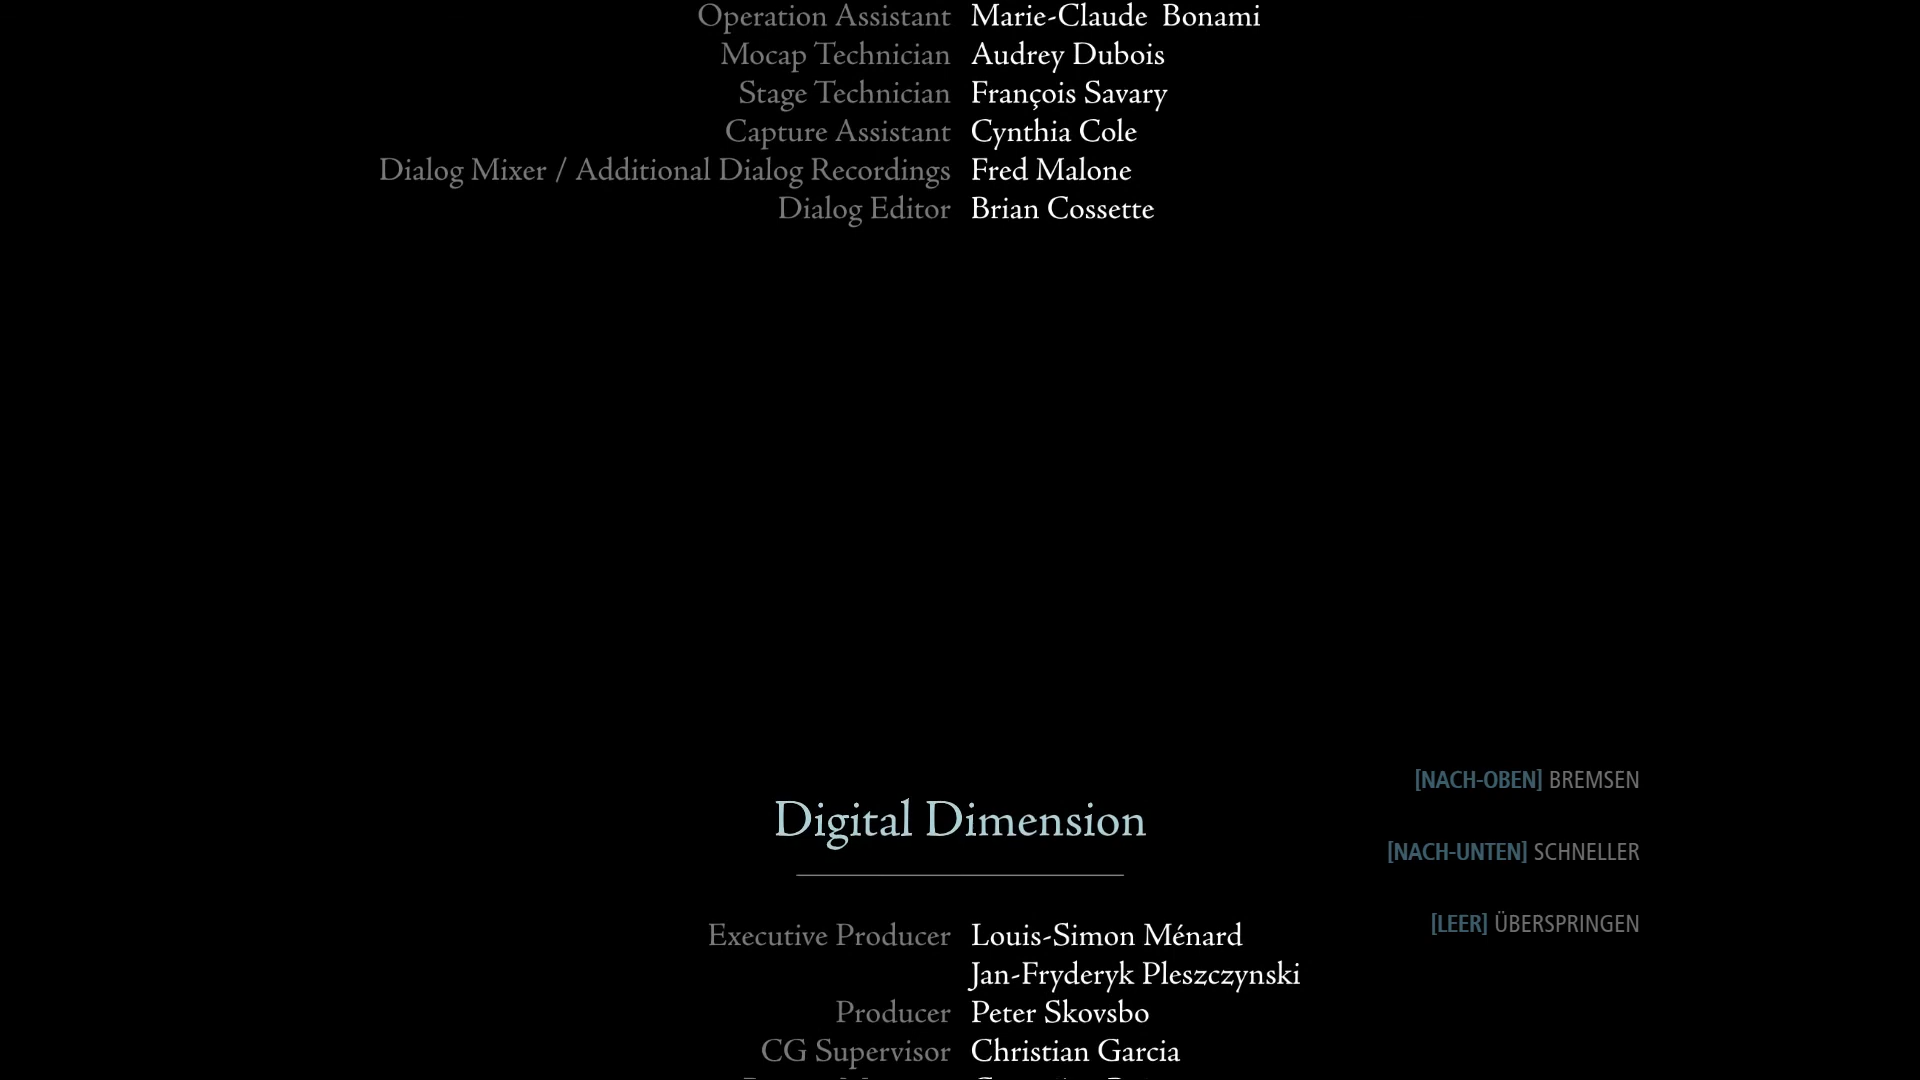 Operation Assistant Marie-Claude Bonami
Mocap Technician Audrey Dubois
Stage Technician François Savary
Capture Assistant Cynthia Cole
Dialog Mixer / Additional Dialog Recordings Fred Malone
Dialog Editor Brian Cossette
[NACH-OBEN] BREMSEN
Digital Dimension
[NACH-UNTEN] SCHNELLER
[LEER] ÜBERSPRINGEN
Executive Producer Louis-Simon Ménard
Jan-Fryderyk Pleszczynski
Producer Peter Skovsbo
CG Supervisor Christian Garcia